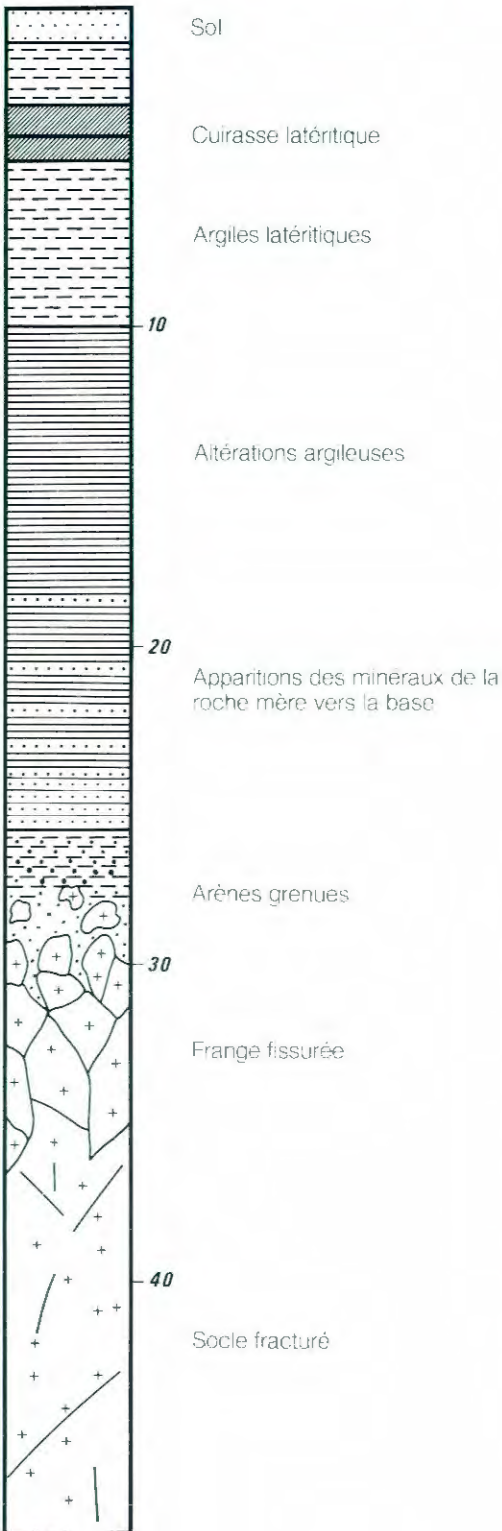 Sol
Cuirasse latéritique
Argiles latéritiques
10
Altérations argileuses
20
Apparitions des minéraux de la
roche mère vers la base
Arènes grenues
30
Frange fissurée
40
Socle fracturé